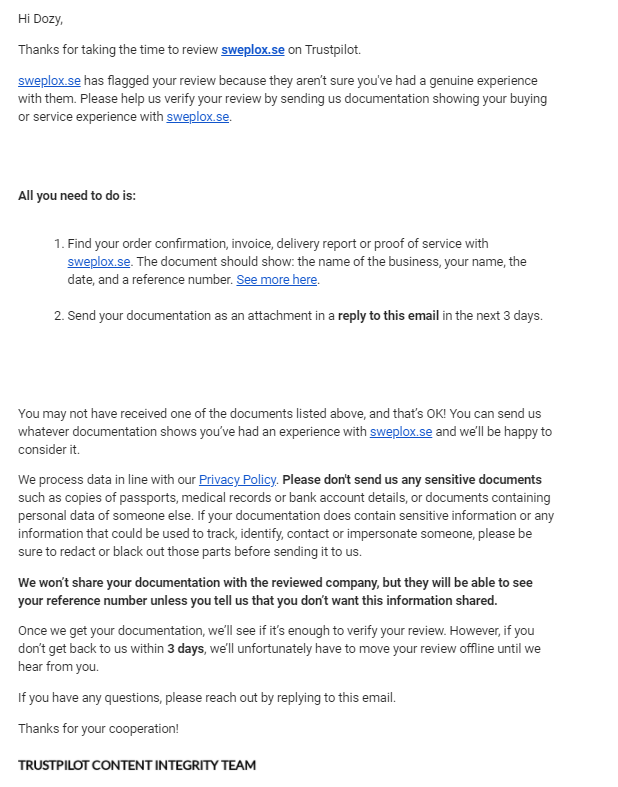 Hi Dozy,
Thanks for taking the time to review sweplox.se on Trustpilot.
sweplox.se has flagged your review because they aren’t sure you’ve had a genuine experience
with them. Please help us verify your review by sending us documentation showing your buying
or service experience with sweplox.se.
All you need to do is:
1. Find your order confirmation, invoice, delivery report or proof of service with
sweplox.se. The document should show: the name of the business, your name, the
date, and a reference number. See more here.
2. Send your documentation as an attachment in a reply to this email in the next 3 days.
You may not have received one of the documents listed above, and that’s OK! You can send us
whatever documentation shows you’ve had an experience with sweplox.se and we’ll be happy to
consider it.
We process data in line with our Privacy Policy. Please don't send us any sensitive documents
such as copies of passports, medical records or bank account details, or documents containing
personal data of someone else. If your documentation does contain sensitive information or any
information that could be used to track, identify, contact or impersonate someone, please be
sure to redact or black out those parts before sending it to us.
We won’t share your documentation with the reviewed company, but they will be able to see
your reference number unless you tell us that you don’t want this information shared.
Once we get your documentation, we’ll see if it’s enough to verify your review. However, if you
don’t get back to us within 3 days, we’ll unfortunately have to move your review offline until we
hear from you.
If you have any questions, please reach out by replying to this email.
Thanks for your cooperation!
TRUSTPILOT CONTENT INTEGRITY TEAM